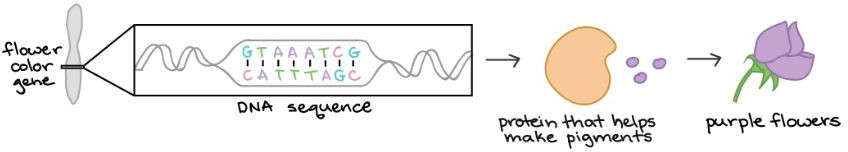 flower
color
gene
GTAAATCG
CATTTAGC
DNA sequence
protein that helps
make pigments
purple flowers